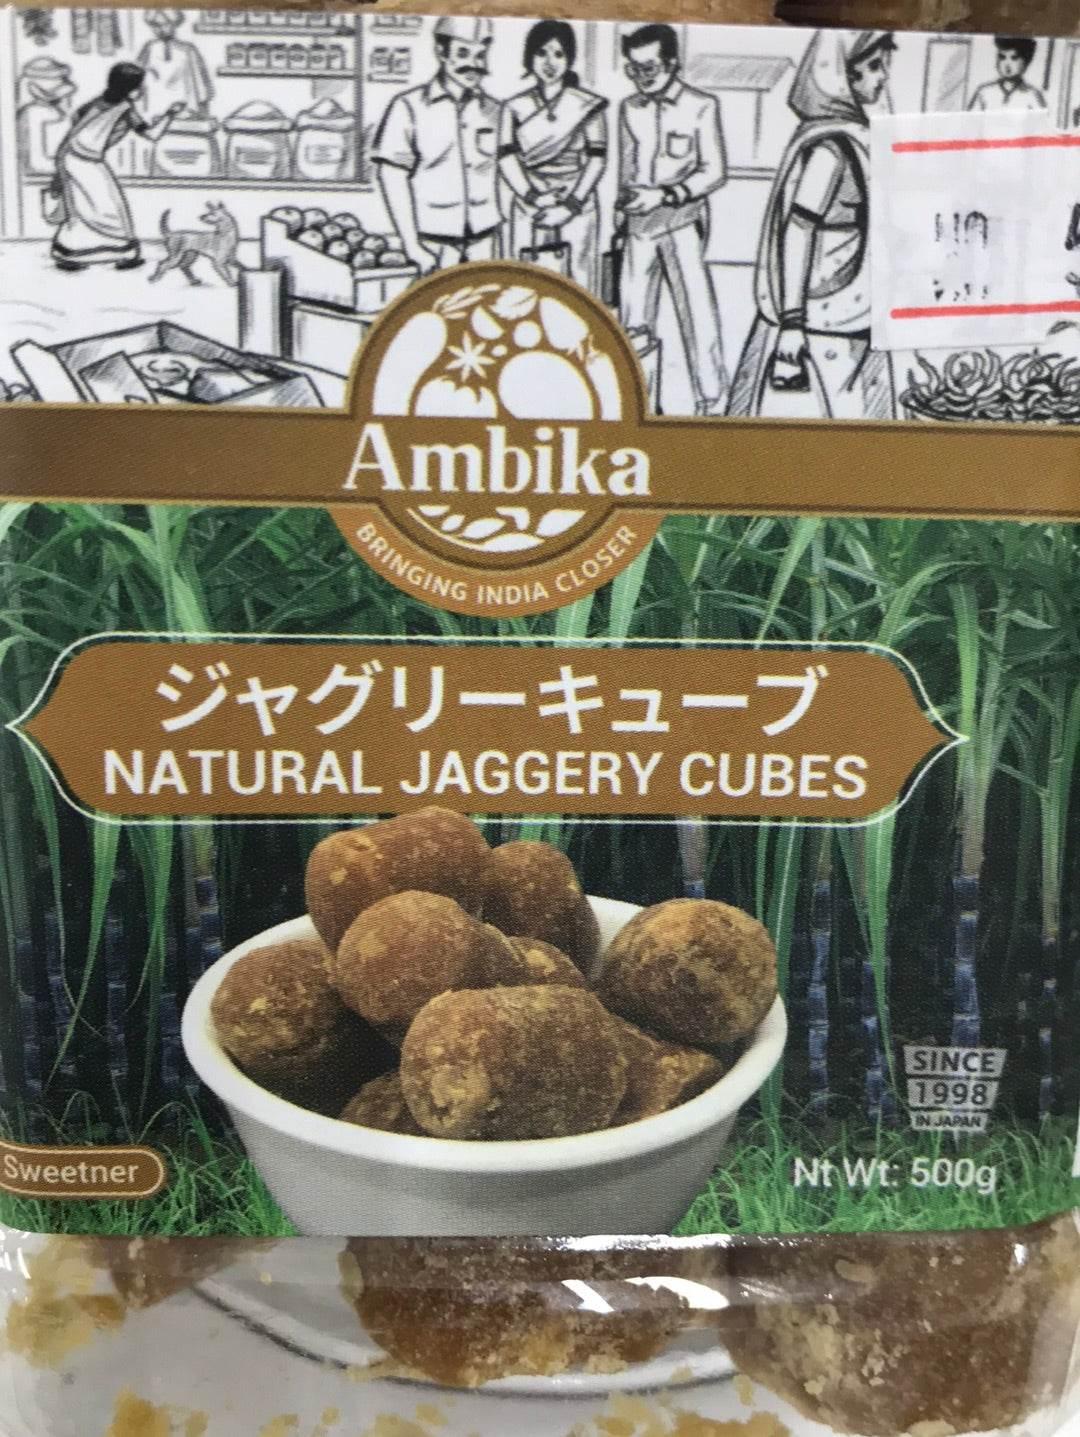 Ambika
BRINGING INDIA CLOSER
ジャグリーキューブ
NATURAL JAGGERY CUBES
SINCE
1998
IN JAPAN
Sweetner
Nt Wt: 500g